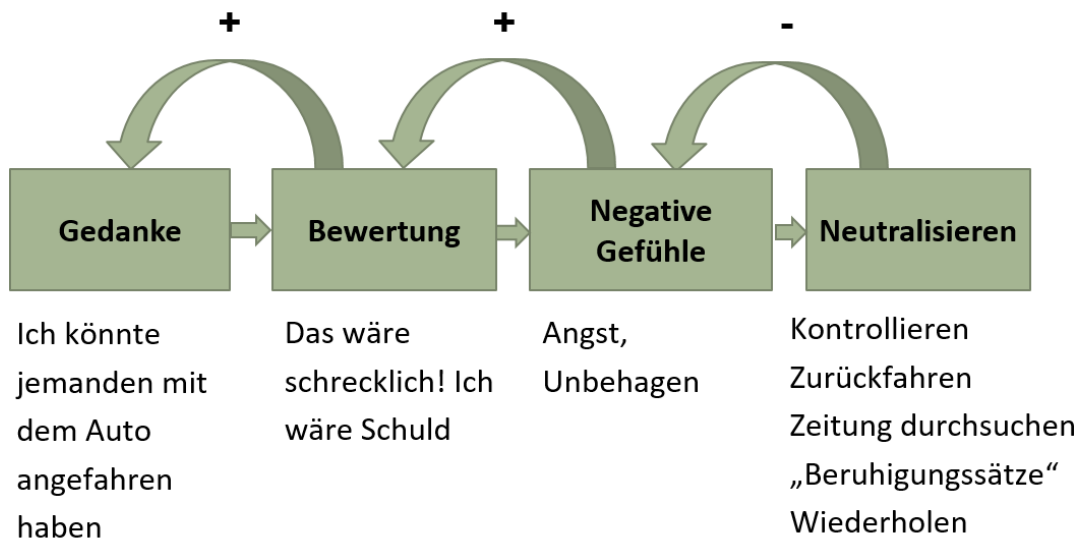 + + -
Gedanke
Bewertung
Negative
Gefühle
Neutralisieren
Ich könnte
jemanden mit
dem Auto
angefahren
haben
Das wäre
schrecklich! Ich
wäre Schuld
Angst,
Unbehagen
Kontrollieren
Zurückfahren
Zeitung durchsuchen
„Beruhigungssätze“
Wiederholen